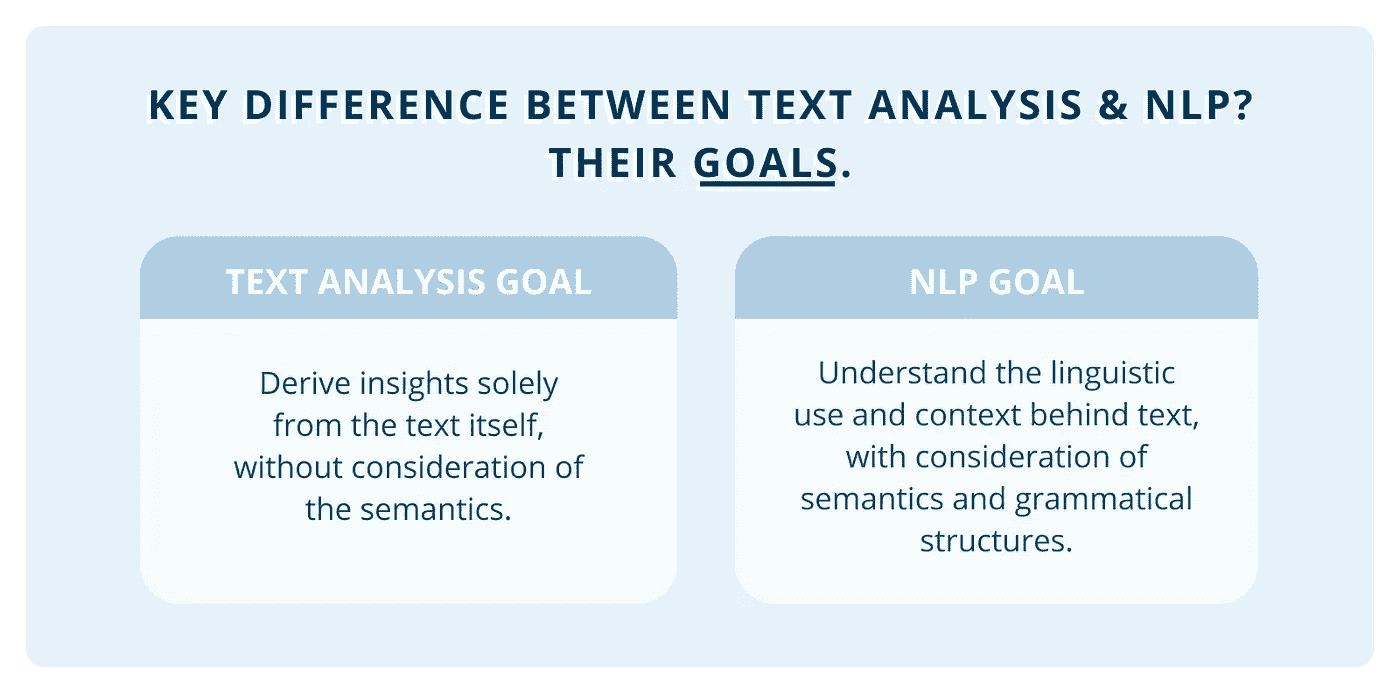 KEY DIFFERENCE BETWEEN TEXT ANALYSIS & NLP?
THEIR GOALS.
TEXT ANALYSIS GOAL
Derive insights solely
from the text itself,
without consideration of
the semantics.
NLP GOAL
Understand the linguistic
use and context behind text,
with consideration of
semantics and grammatical
structures.